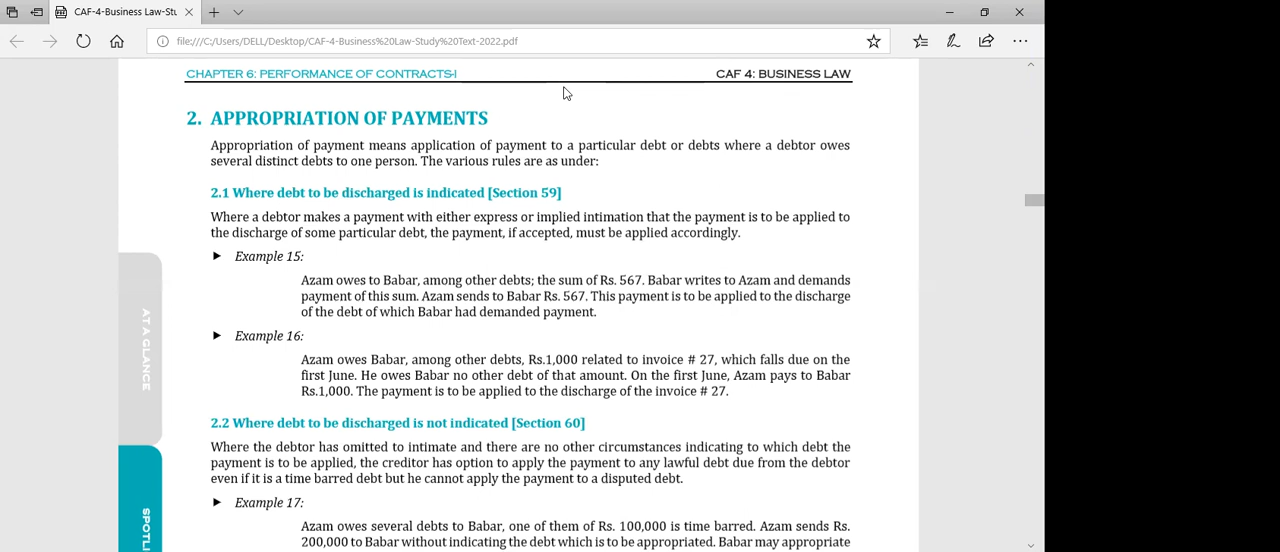 CAF-4-Business Law-Stu
file:///C:/Users/DELL/Desktop/CAF-4-Business%20Law-Study%20Text-2022.pdf
CHAPTER 6: PERFORMANCE OF CONTRACTS-I CAF 4: BUSINESS LAW
2. APPROPRIATION OF PAYMENTS
Appropriation of payment means application of payment to a particular debt or debts where a debtor owes
several distinct debts to one person. The various rules are as under:
2.1 Where debt to be discharged is indicated [Section 59]
Where a debtor makes a payment with either express or implied intimation that the payment is to be applied to
the discharge of some particular debt, the payment, if accepted, must be applied accordingly.
Example 15:
Azam owes to Babar, among other debts; the sum of Rs. 567. Babar writes to Azam and demands
payment of this sum. Azam sends to Babar Rs. 567. This payment is to be applied to the discharge
of the debt of which Babar had demanded payment.
Example 16:
Azam owes Babar, among other debts, Rs.1,000 related to invoice # 27, which falls due on the
first June. He owes Babar no other debt of that amount. On the first June, Azam pays to Babar
Rs.1,000. The payment is to be applied to the discharge of the invoice # 27.
AT A GLANCE
2.2 Where debt to be discharged is not indicated [Section 60]
Where the debtor has omitted to intimate and there are no other circumstances indicating to which debt the
payment is to be applied, the creditor has option to apply the payment to any lawful debt due from the debtor
even if it is a time barred debt but he cannot apply the payment to a disputed debt.
Example 17:
Azam owes several debts to Babar, one of them of Rs. 100,000 is time barred. Azam sends Rs.
200,000 to Babar without indicating the debt which is to be appropriated. Babar may appropriate
SPOTLI